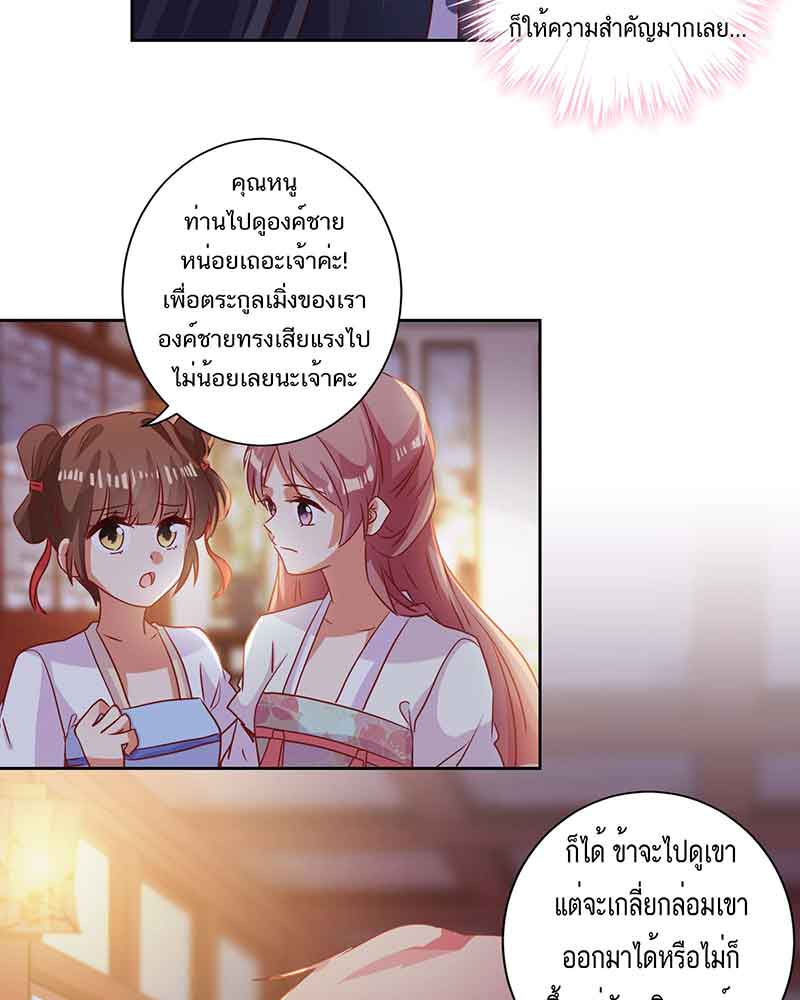 ก็ให้ความสำคัญมากเลย...
คุณหนู
ท่านไปดูองค์ชาย
หน่อยเถอะเจ้าค่ะ!
เพื่อตระกูลเมิ่งของเรา
องค์ชายทรงเสียแรงไป
ไม่น้อยเลยนะเจ้าคะ
ก็ได้ ข้าจะไปดูเขา
แต่จะเกลี่ยกล่อมเขา
ออกมาได้หรือไม่ก็